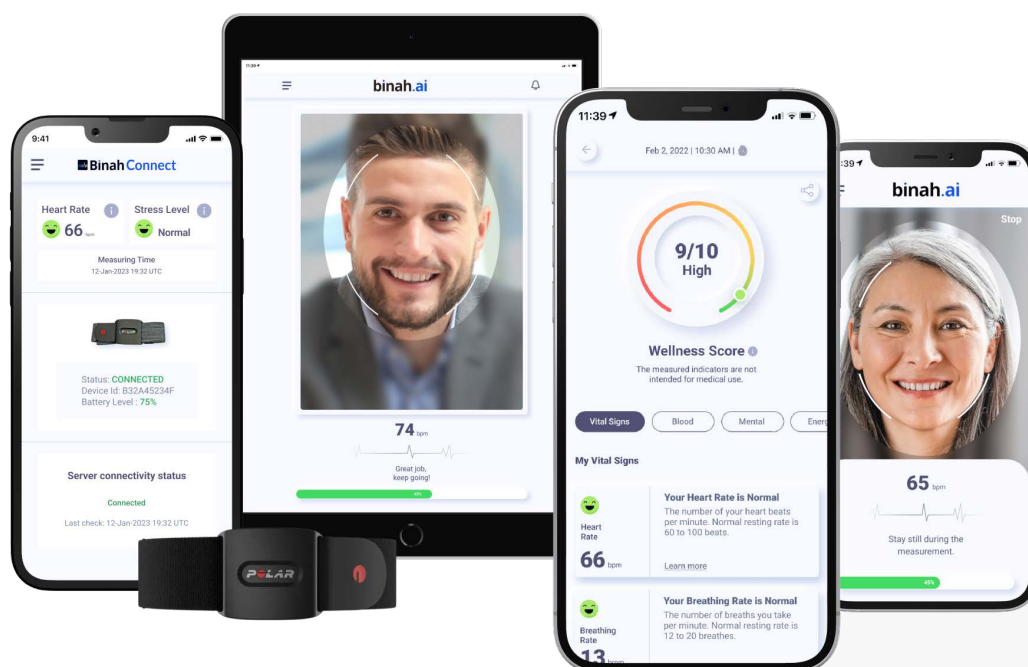 9:41
Binah Connect
Heart Rate
66 bpm
Stress Level
Normal
Measuring Time
12-Jan-2023 19:32 UTC
POLAR
Status: CONNECTED
Device Id: B32A45234F
Battery Level : 75%
Server connectivity status
Connected
Last check: 12-Jan-2023 19:32 UTC
POLAR
11:39
binah.ai
74 bpm
Great job,
keep going!
11:39
Feb 2, 2022 | 10:30 AM |
9/10
High
Wellness Score
The measured indicators are not
intended for medical use.
Vital Signs
Blood
Mental
Energ
My Vital Signs
Heart
Rate
66 bpm
Your Heart Rate is Normal
The number of your heart beats
per minute. Normal resting rate is
60 to 100 beats.
Learn more
Breathing
Rate
13 bpm
Your Breathing Rate is Normal
The number of breaths you take
per minute. Normal resting rate is
12 to 20 breathes.
:39
binah.ai
Stop
65 bpm
Stay still during the
measurement.
45%